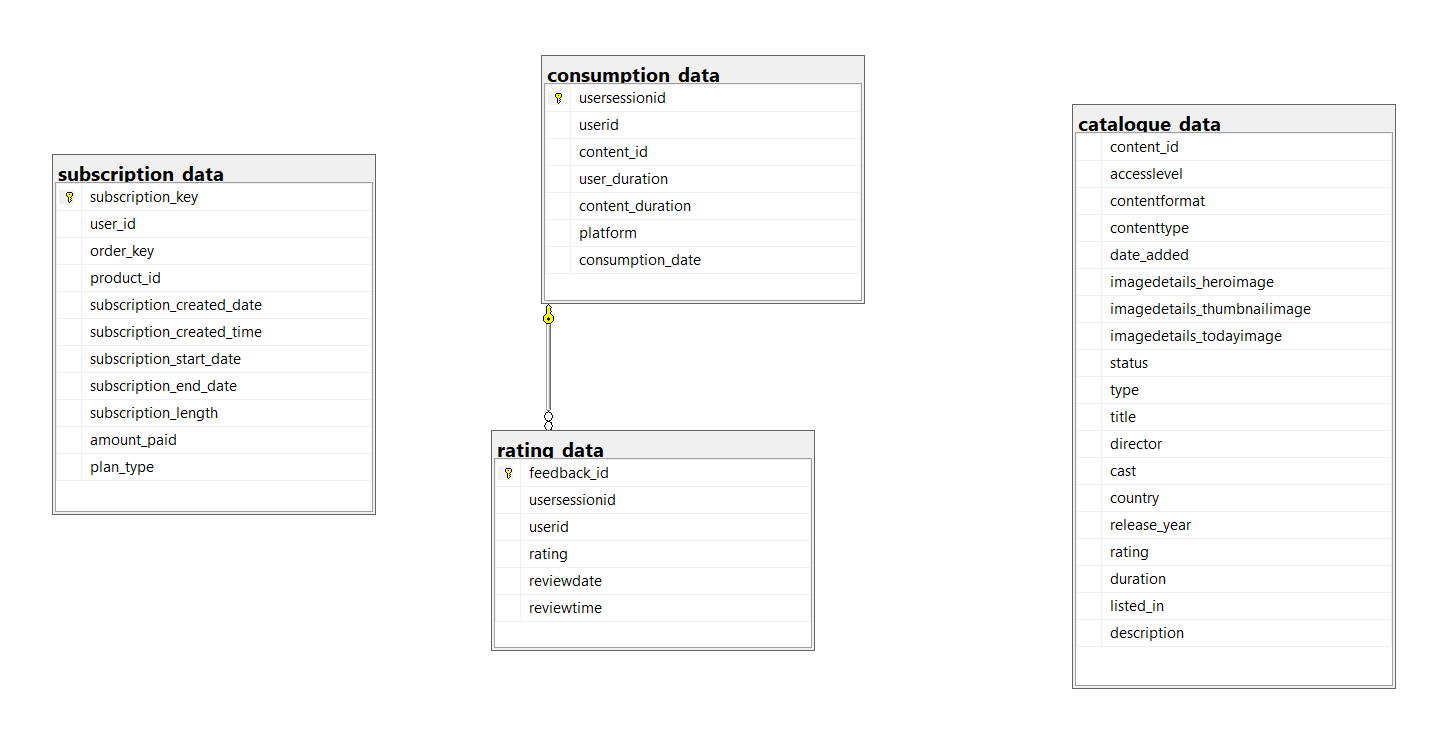 subscription_data
subscription_key
user_id
order_key
product_id
subscription_created_date
subscription_created_time
subscription_start_date
subscription_end_date
subscription_length
amount_paid
plan_type
consumption_data
usersessionid
userid
content_id
user_duration
content_duration
platform
consumption_date
rating_data
feedback_id
usersessionid
userid
rating
reviewdate
reviewtime
catalogue_data
content_id
accesslevel
contentformat
contenttype
date_added
imagedetails_heroimage
imagedetails_thumbnailimage
imagedetails_todayimage
status
type
title
director
cast
country
release_year
rating
duration
listed_in
description